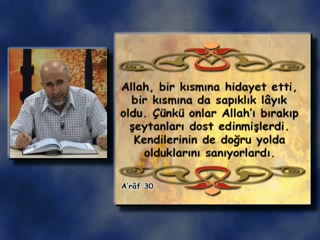 Allah, bir kısmına hidayet etti,
bir kısmına da sapıklık lâyık
oldu. Çünkü onlar Allah'ı bırakıp
şeytanları dost edinmişlerdi.
Kendilerinin de doğru yolda
olduklarını sanıyorlardı.
A'râf 30